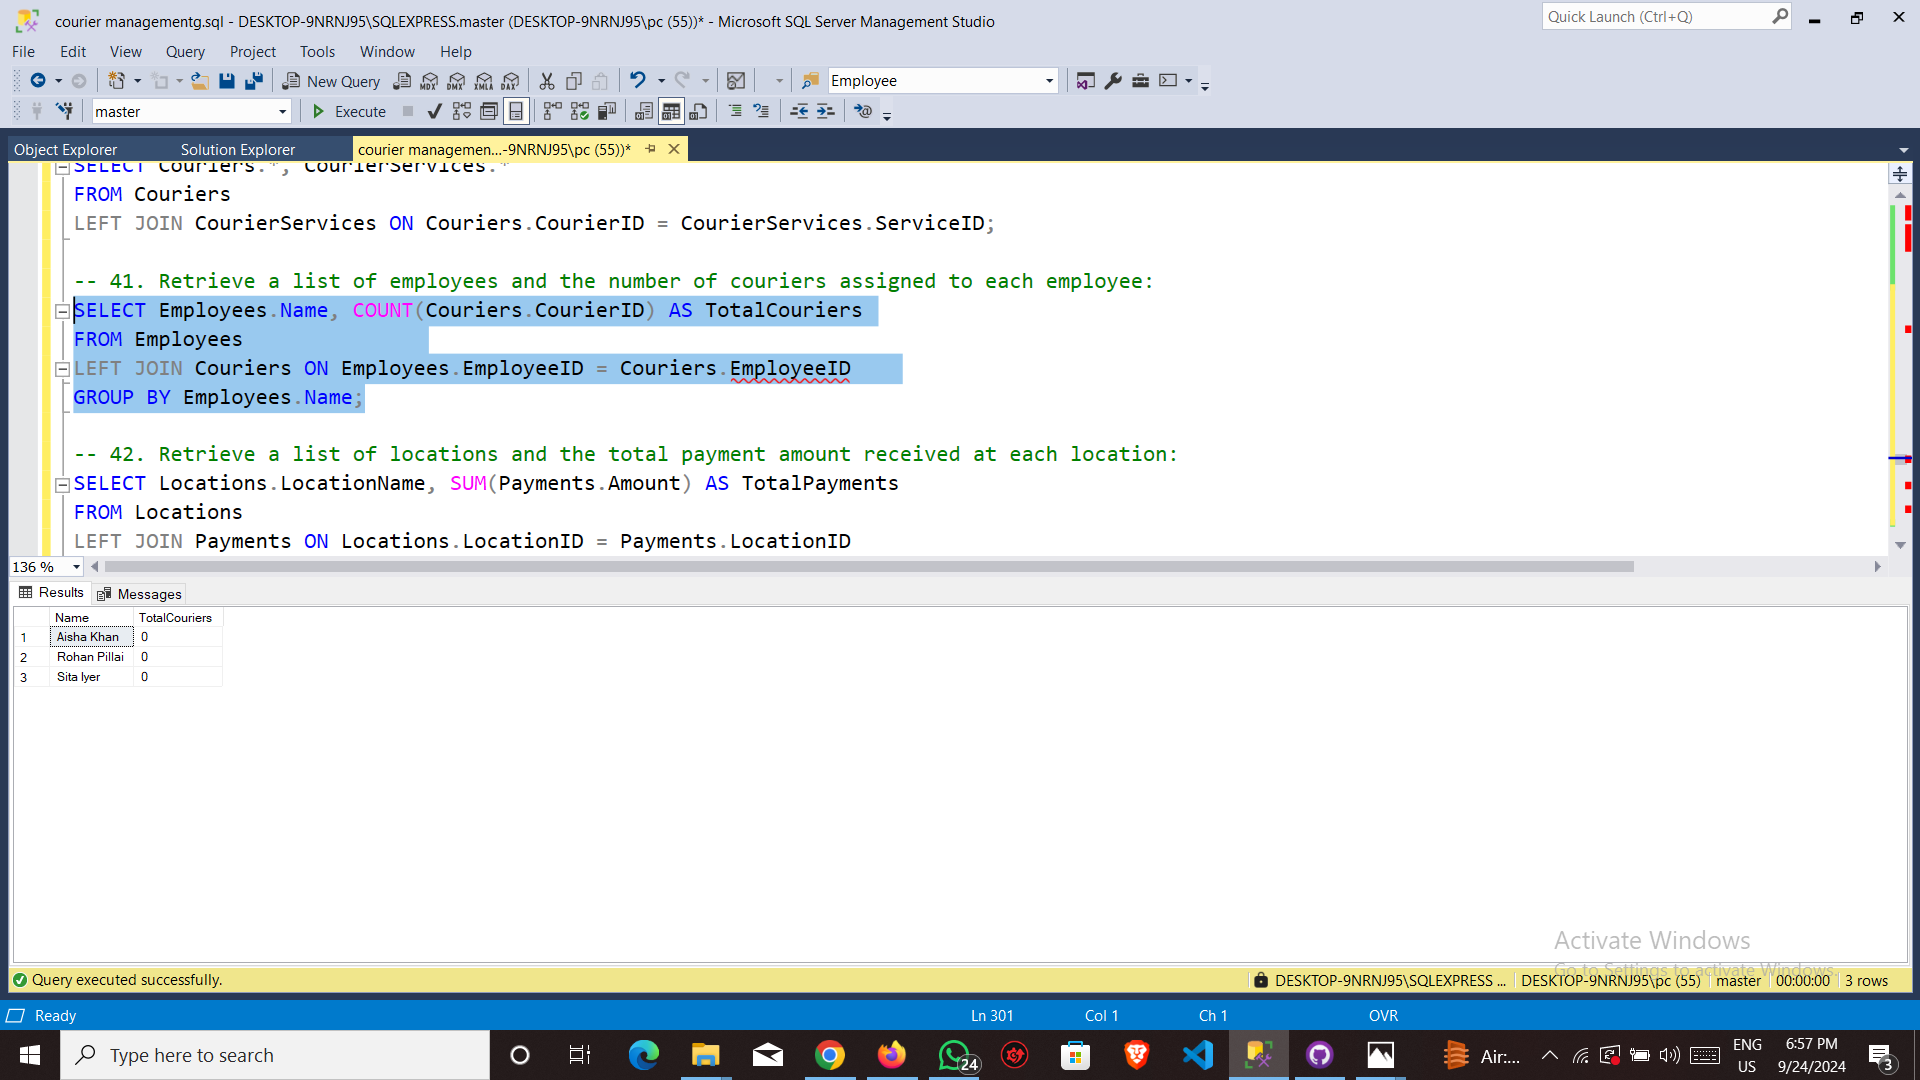 courier managementg.sql - DESKTOP-9NRNJ95\SQLEXPRESS.master (DESKTOP-9NRNJ95\pc (55))* - Microsoft SQL Server Management Studio
Quick Launch (Ctrl+Q)
File Edit View Query Project Tools Window Help
New Query MDX DMX XMLA DAX Employee
master Execute
Object Explorer Solution Explorer courier managemen...-9NRNJ95\pc (55))*
SELECT Couriers.*, CourierServices.*
FROM Couriers
LEFT JOIN CourierServices ON Couriers.CourierID = CourierServices.ServiceID;
-- 41. Retrieve a list of employees and the number of couriers assigned to each employee:
SELECT Employees.Name, COUNT(Couriers.CourierID) AS TotalCouriers
FROM Employees
LEFT JOIN Couriers ON Employees.EmployeeID = Couriers.EmployeeID
GROUP BY Employees.Name;
-- 42. Retrieve a list of locations and the total payment amount received at each location:
SELECT Locations.LocationName, SUM(Payments.Amount) AS TotalPayments
FROM Locations
LEFT JOIN Payments ON Locations.LocationID = Payments.LocationID
136 %
Results Messages
Name TotalCouriers
1 Aisha Khan 0
2 Rohan Pillai 0
3 Sita Iyer 0
Activate Windows
Go to Settings to activate Windows.
Query executed successfully. DESKTOP-9NRNJ95\SQLEXPRESS ... DESKTOP-9NRNJ95\pc (55) master 00:00:00 3 rows
Ready Ln 301 Col 1 Ch 1 OVR
Type here to search 24 Air:... ENG US 6:57 PM 9/24/2024 3